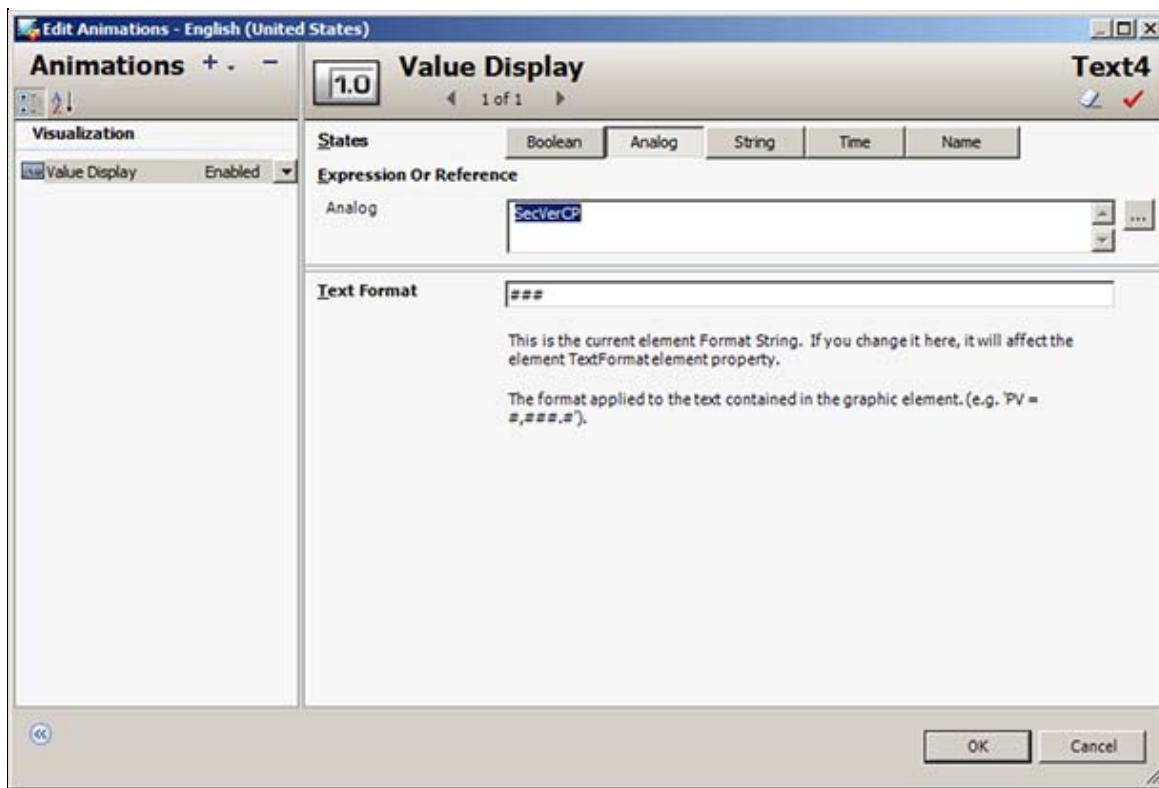 Edit Animations - English (United States)
Animations + . -
1.0
Value Display
Text4
1 of 1
Visualization
Value Display Enabled
States
Boolean Analog String Time Name
Expression Or Reference
Analog
SecVerCP
...
Text Format
###
This is the current element Format String. If you change it here, it will affect the
element TextFormat element property.
The format applied to the text contained in the graphic element. (e.g. 'PV =
#,###.#').
OK Cancel